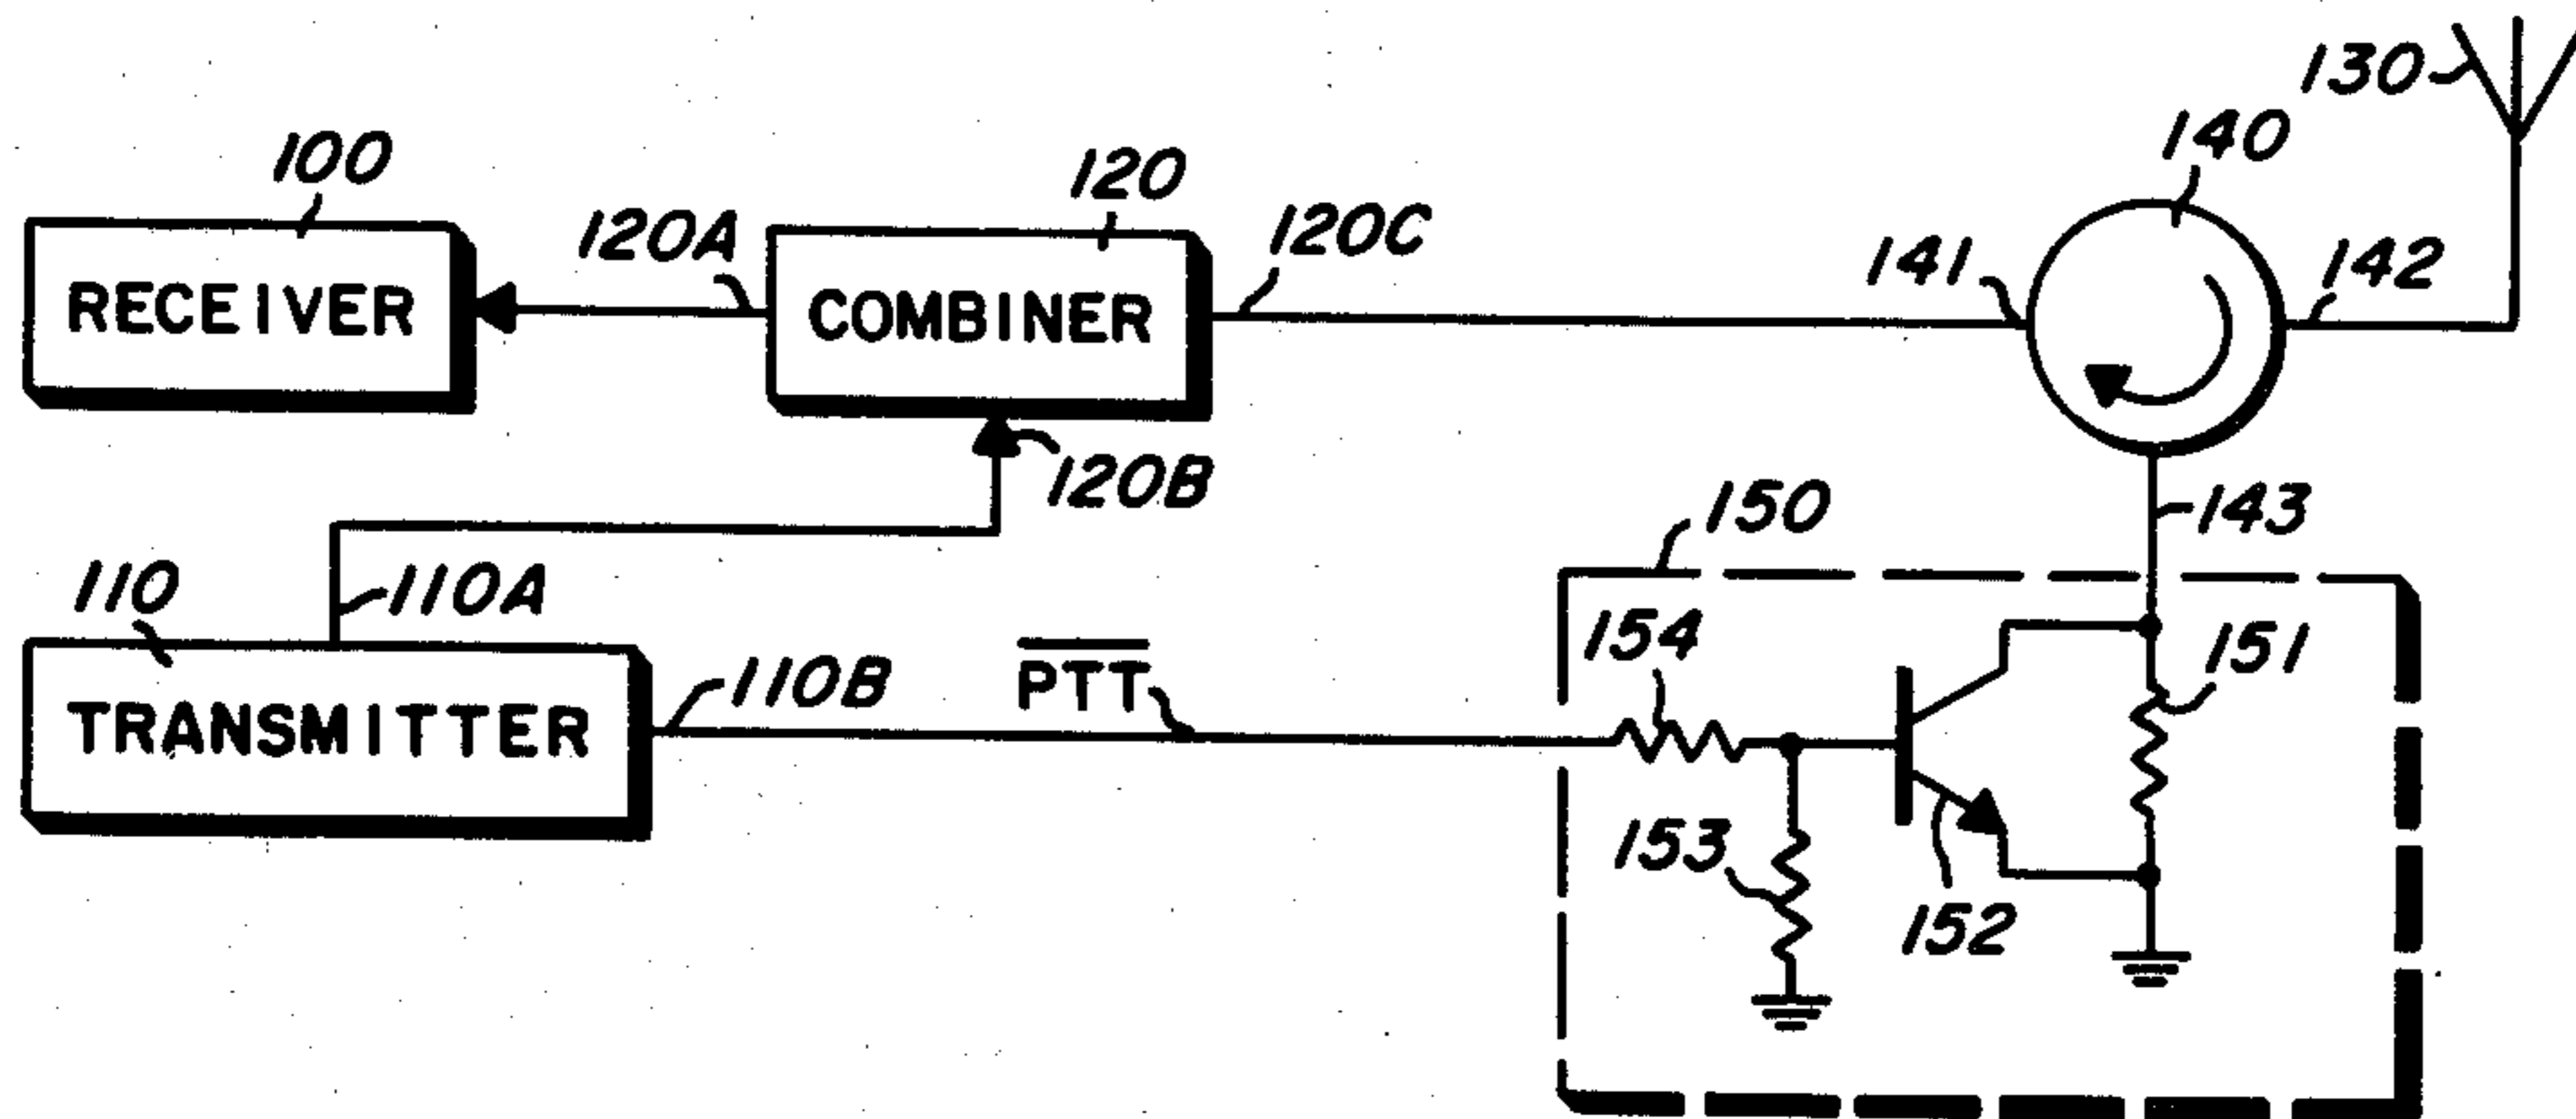 130
140
100
120
120A
120C
141
142
RECEIVER
COMBINER
120B
143
150
110
110A
154
151
110B
PTT
TRANSMITTER
153
152